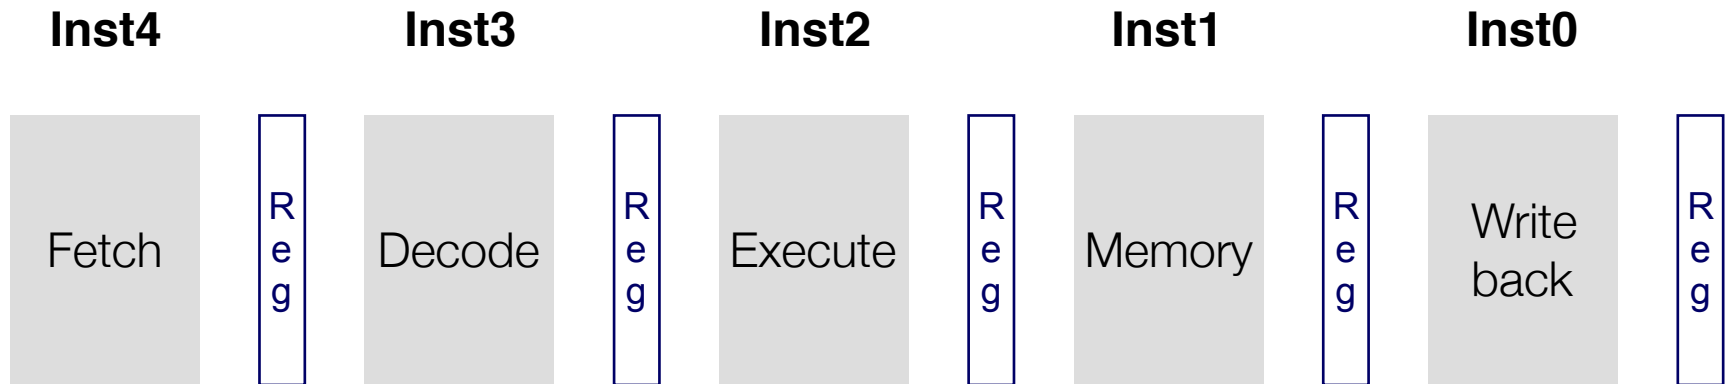 Inst4 Inst3 Inst2 Inst1 Inst0
Fetch
R
e
g
Decode
R
e
g
Execute
R
e
g
Memory
R
e
g
Write
back
R
e
g